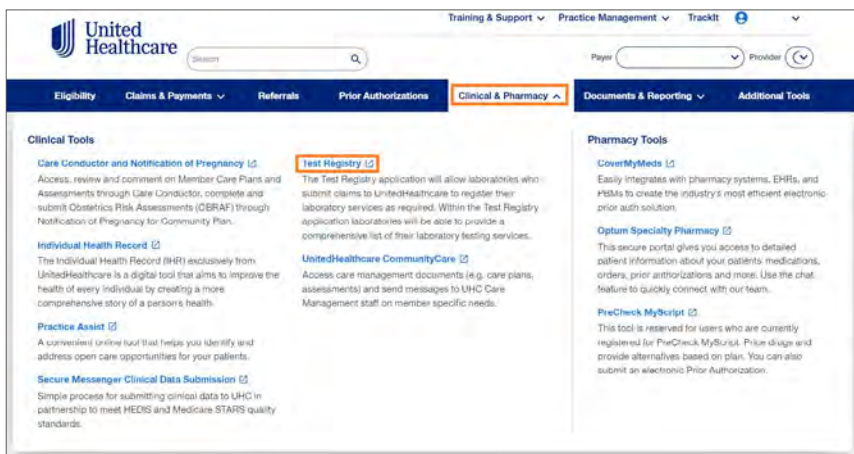 Training & Support Practice Management TrackIt
United
Healthcare
Search
Payer
Provider
Eligibility Claims & Payments Referrals Prior Authorizations Clinical & Pharmacy Documents & Reporting Additional Tools
Clinical Tools
Care Conductor and Notification of Pregnancy
Access, review and comment on Member Care Plans and
Assessments through Care Conductor, complete and
submit Obstetrics Risk Assessments (OBRAF) through
Notification of Pregnancy for Community Plan.
Individual Health Record
The Individual Health Record (IHR) exclusively from
UnitedHealthcare is a digital tool that aims to improve the
health of every individual by creating a more
comprehensive story of a person's health.
Practice Assist
A convenient online tool that helps you identify and
address open care opportunities for your patients.
Secure Messenger Clinical Data Submission
Simple process for submitting clinical data to UHC in
partnership to meet HEDIS and Medicare STARS quality
standards.
Test Registry
The Test Registry application will allow laboratories who
submit claims to UnitedHealthcare to register their
laboratory services as required. Within the Test Registry
application laboratories will be able to provide a
comprehensive list of their laboratory testing services.
UnitedHealthcare CommunityCare
Access care management documents (e.g. care plans,
assessments) and send messages to UHC Care
Management staff on member specific needs.
Pharmacy Tools
CoverMyMeds
Easily integrates with pharmacy systems, EHRs, and
PBMs to create the industry's most efficient electronic
prior auth solution.
Optum Specialty Pharmacy
This secure portal gives you access to detailed
patient information about your patients' medications,
orders, prior authorizations and more. Use the chat
feature to quickly connect with our team.
PreCheck MyScript
This tool is reserved for users who are currently
registered for PreCheck MyScript. Price drugs and
provide alternatives based on plan. You can also
submit an electronic Prior Authorization.